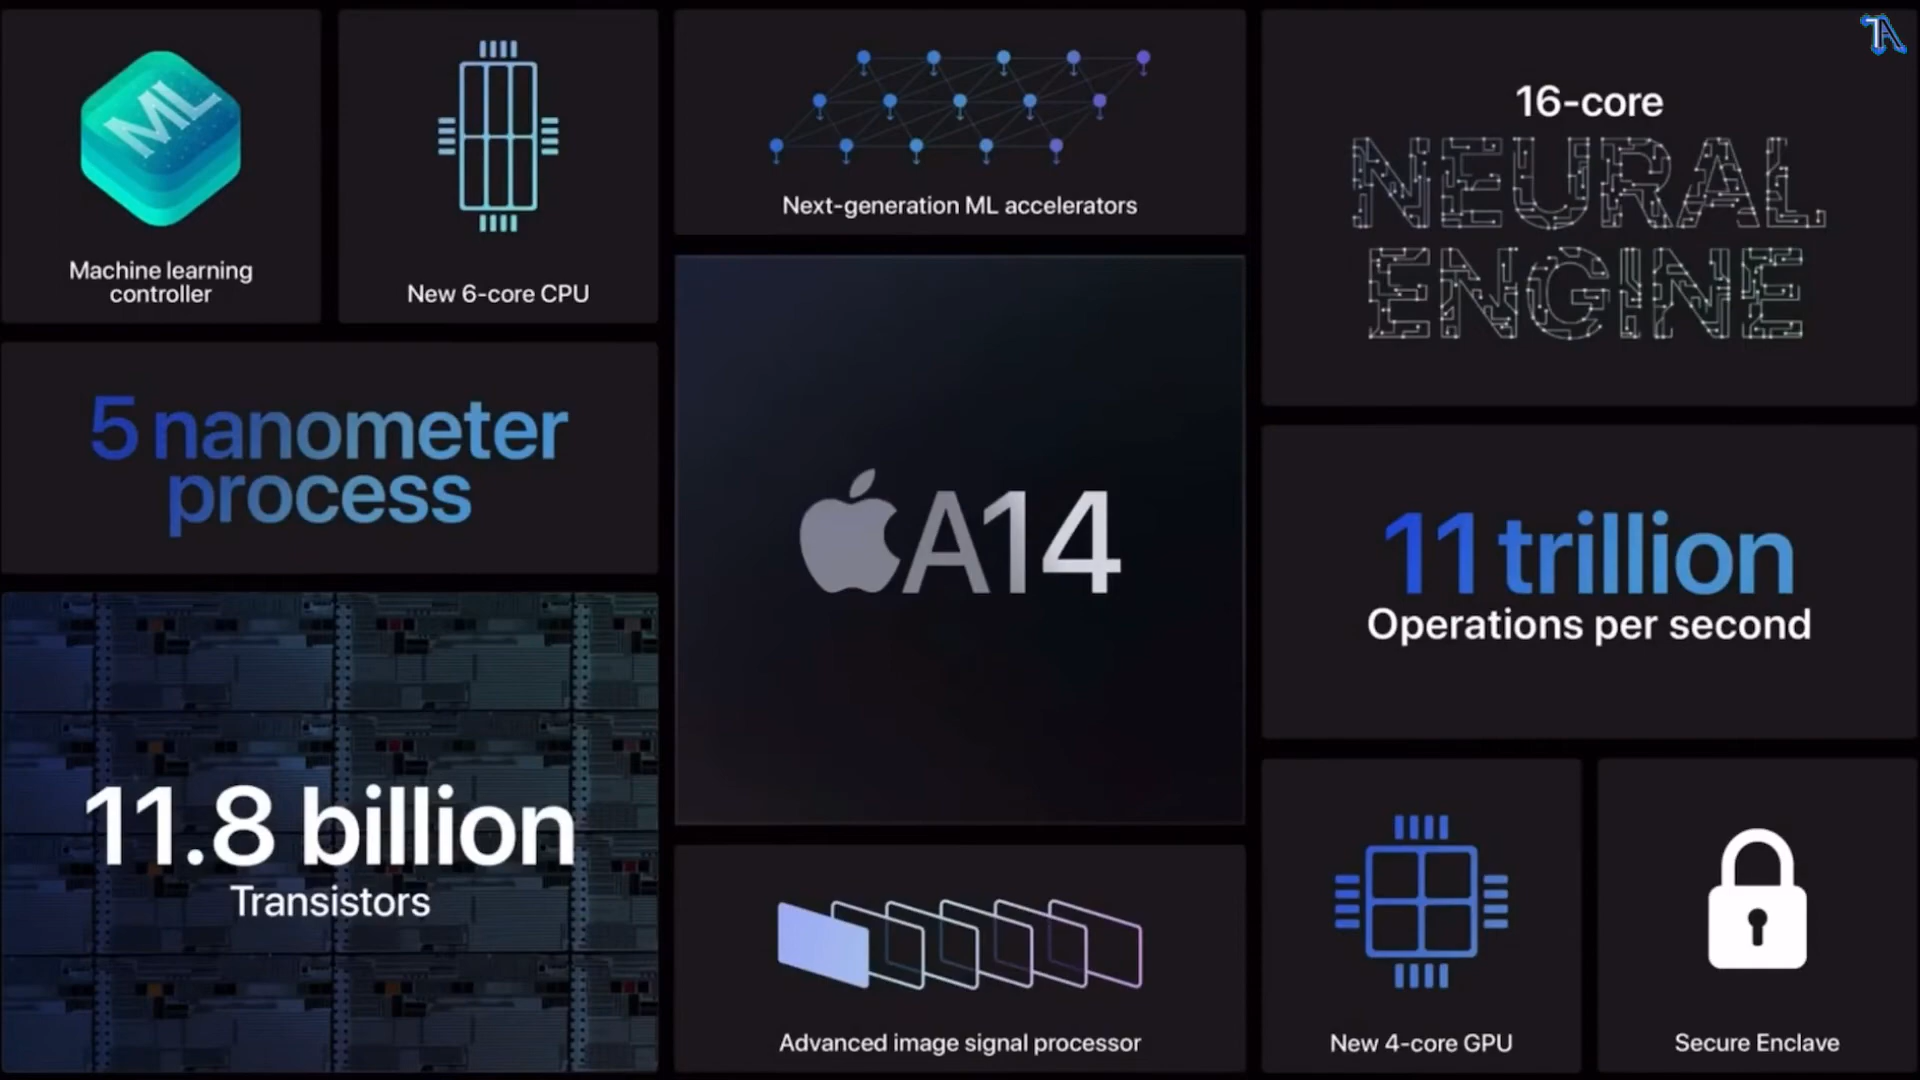 ML
Machine learning
controller
New 6-core CPU
Next-generation ML accelerators
16-core
NEURAL
ENGINE
5 nanometer
process
A14
11 trillion
Operations per second
11.8 billion
Transistors
Advanced image signal processor
New 4-core GPU
Secure Enclave
TA